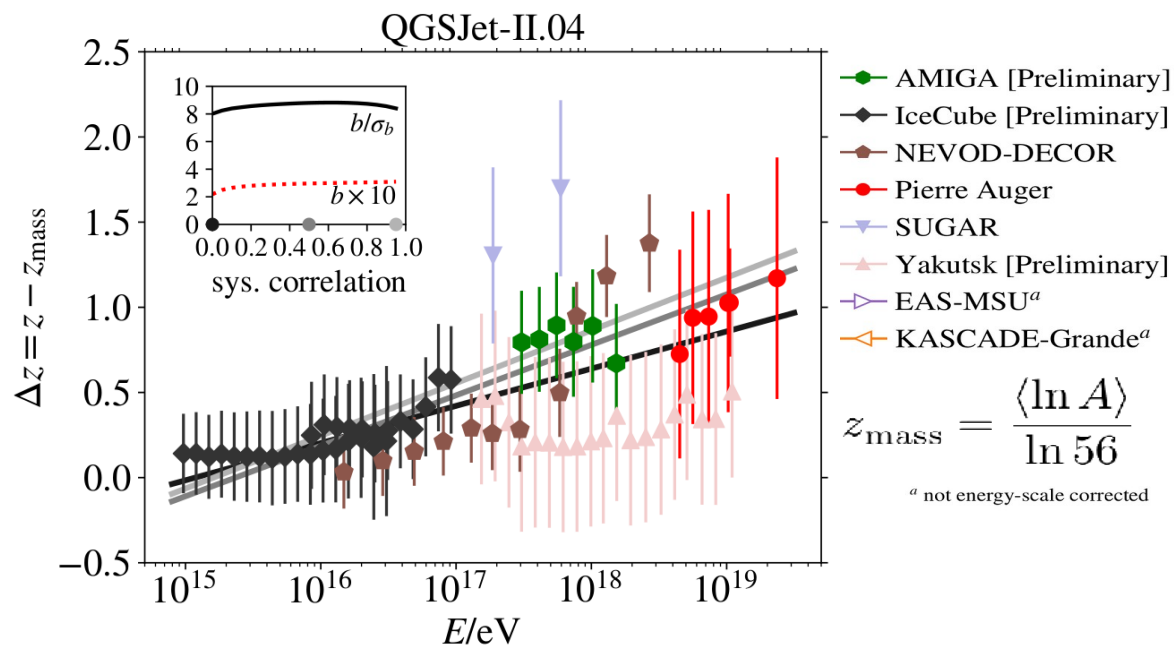 QGSJet-II.04
2.5
2.0
1.5
1.0
0.5
0.0
−0.5
Δz = z − z_mass
10
8
6
4
2
0
b/σ_b
b × 10
0.0 0.2 0.4 0.6 0.8 1.0
sys. correlation
10^15 10^16 10^17 10^18 10^19
E/eV
AMIGA [Preliminary]
IceCube [Preliminary]
NEVOD-DECOR
Pierre Auger
SUGAR
Yakutsk [Preliminary]
EAS-MSU^a
KASCADE-Grande^a
z_mass = ⟨ln A⟩ / ln 56
^a not energy-scale corrected